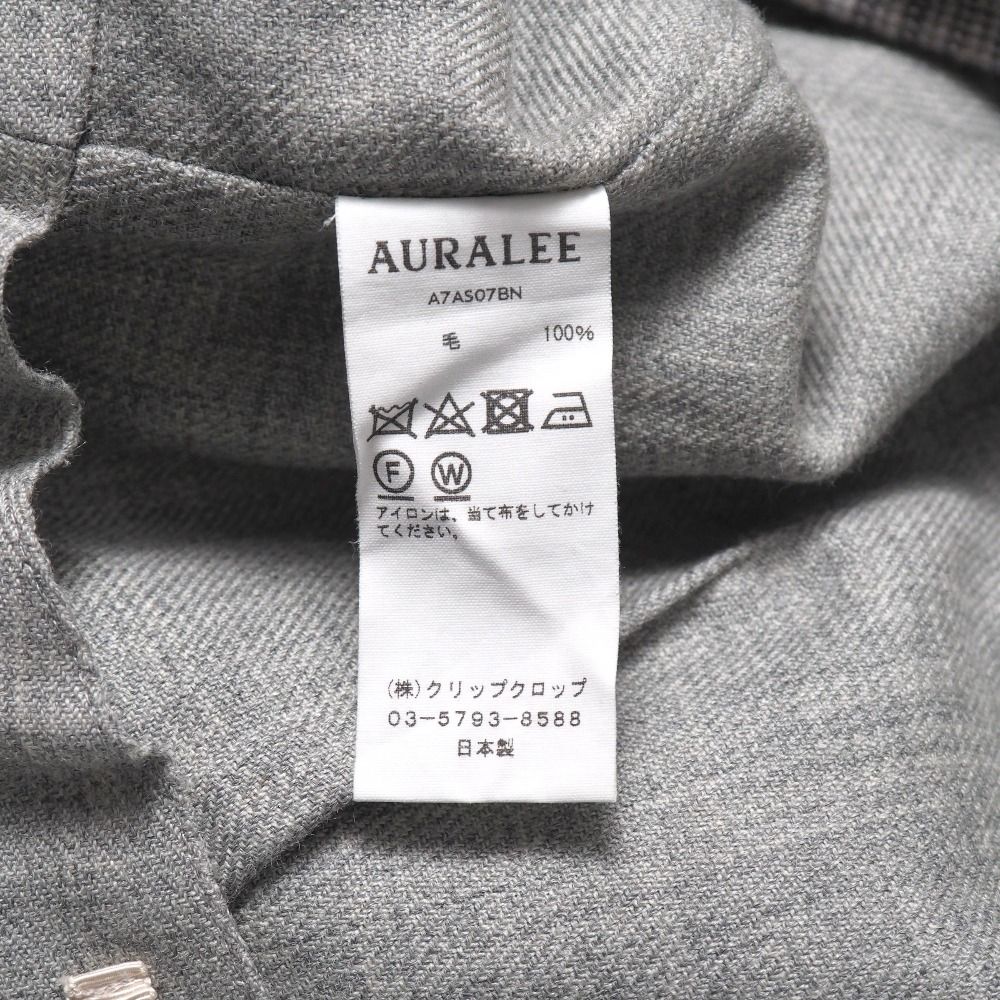 AURALEE
A7AS07BN
毛 100%
F W
アイロンは、当て布をしてかけ
てください。
(株)クリップクロップ
03-5793-8588
日本製